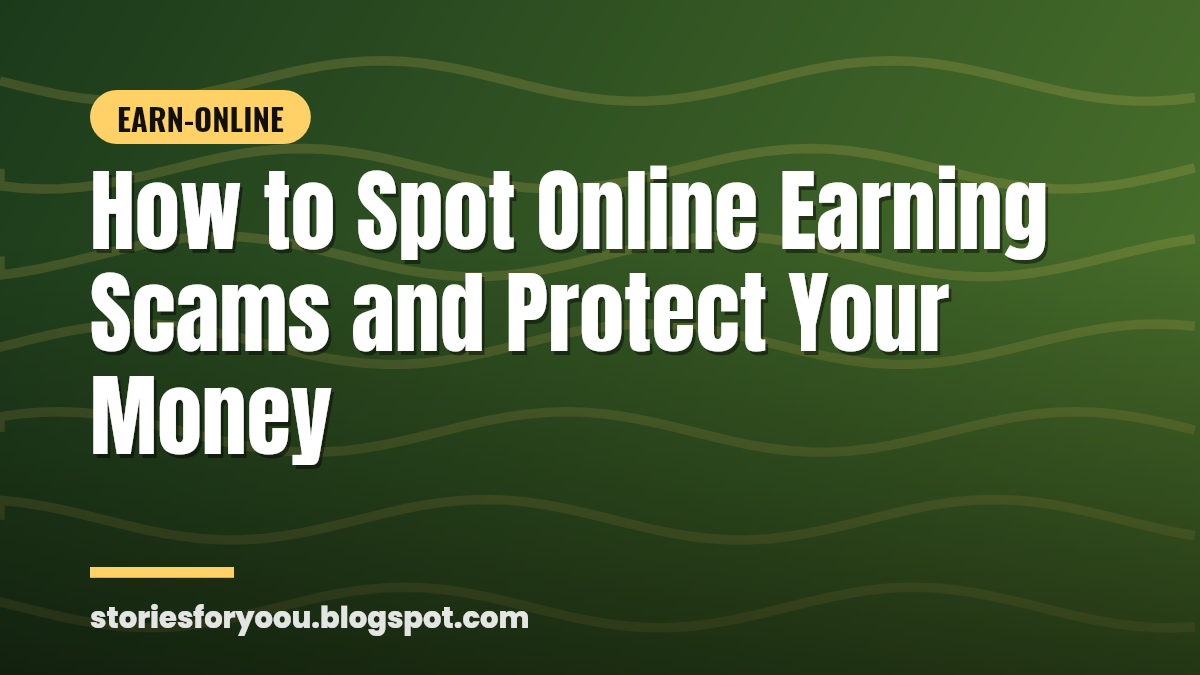 EARN-ONLINE
How to Spot Online Earning
Scams and Protect Your
Money
storiesforyoou.blogspot.com